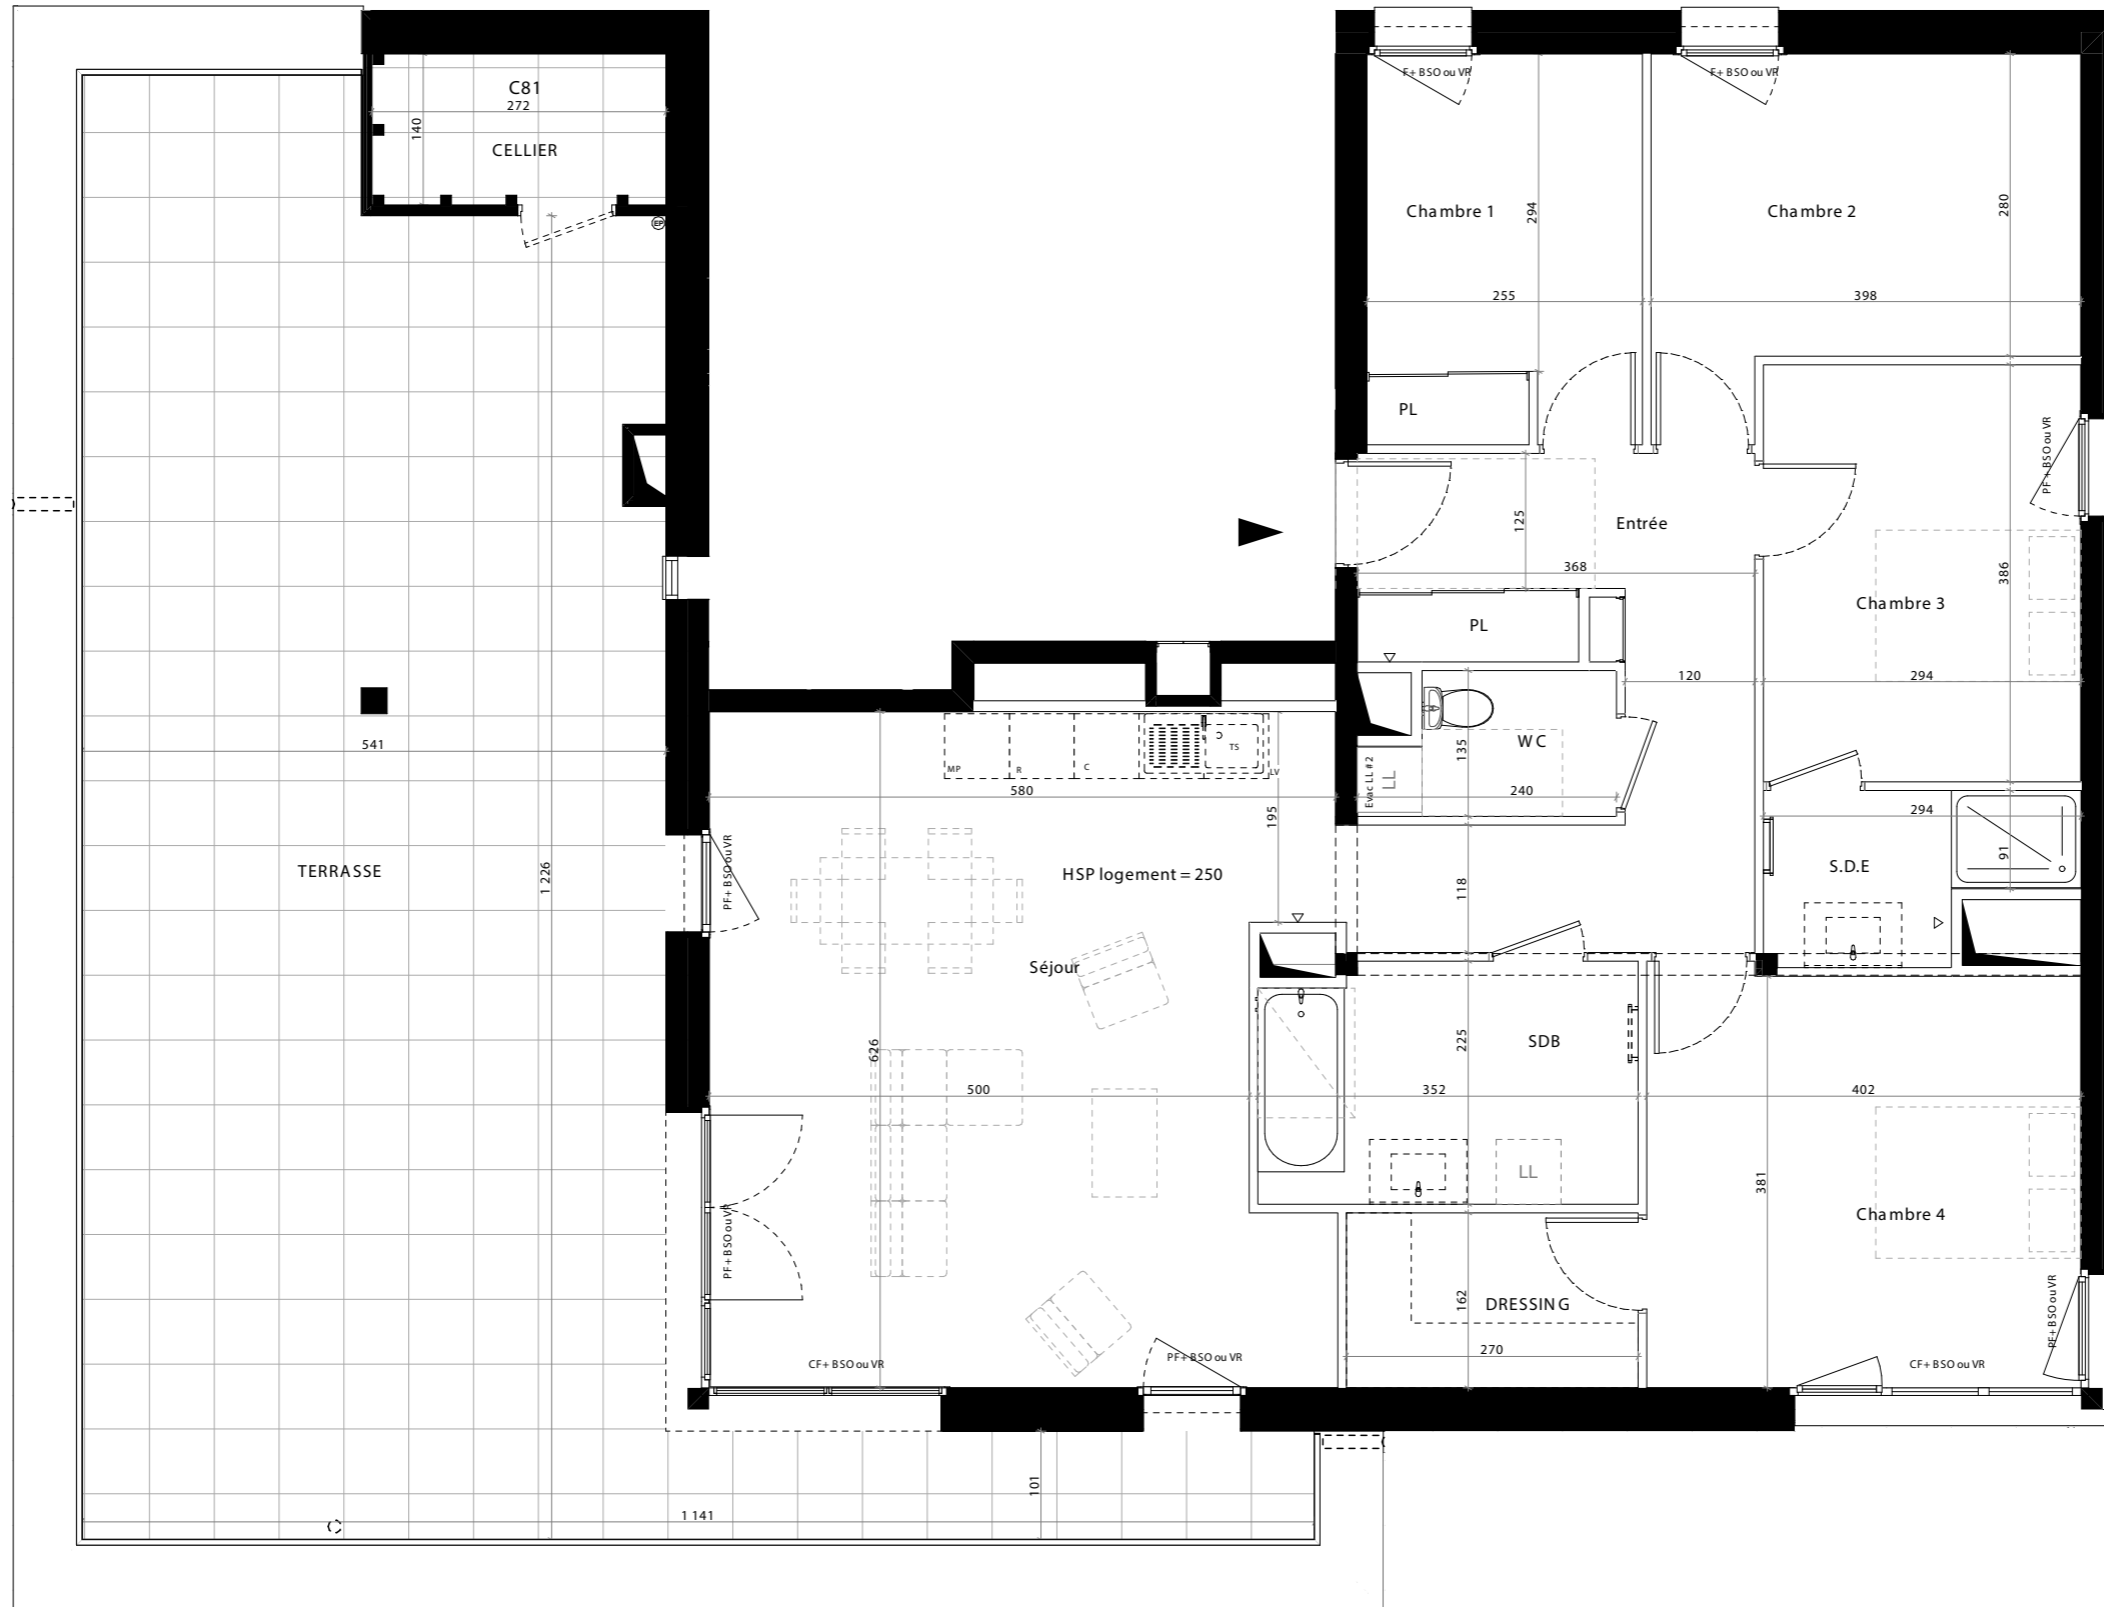 C81
272
140
CELLIER
F+ BSO ou VR
F+ BSO ou VR
Chambre 1
294
Chambre 2
280
255
398
PL
PF+ BSO ou VR
EP
125
Entrée
368
386
Chambre 3
PL
120
294
541
WC
135
TS
MP
R
C
LV
Evac LL #2
LL
580
240
195
294
91
PF+ BSO ou VR
TERRASSE
1 226
HSP logement = 250
118
S.D.E
Séjour
626
225
SDB
500
352
402
LL
381
Chambre 4
PF+ BSO ou VR
162
DRESSING
PF+ BSO ou VR
270
CF+ BSO ou VR
PF+ BSO ou VR
CF+ BSO ou VR
101
1 141